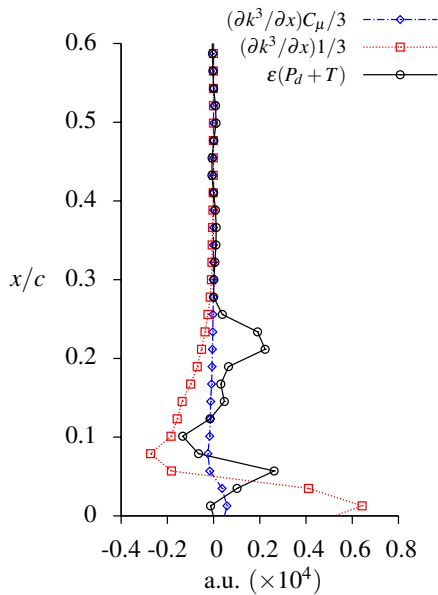 (∂k³/∂x)C_μ/3
(∂k³/∂x)1/3
ε(P_d + T)
0.6
0.5
0.4
x/c
0.3
0.2
0.1
0
-0.4 -0.2 0 0.2 0.4 0.6 0.8
a.u. (×10⁴)